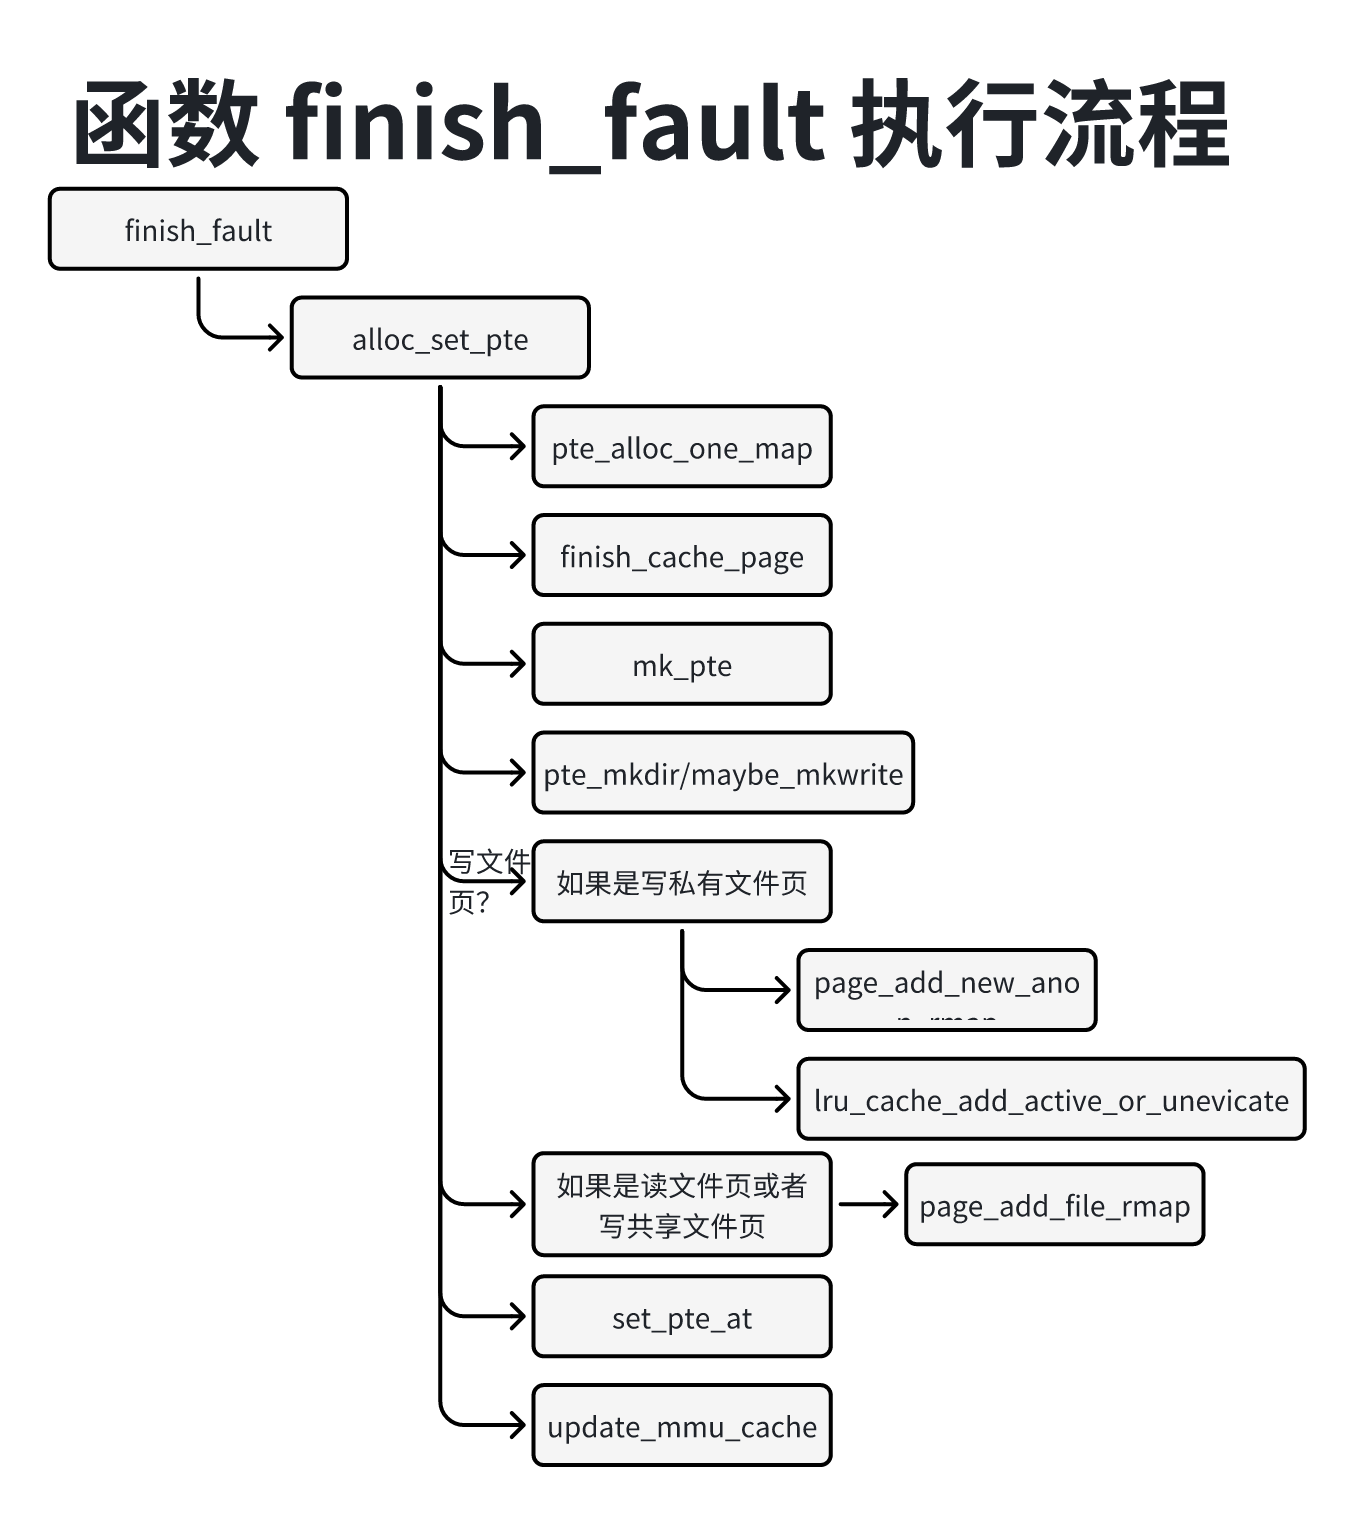 函数 finish_fault 执行流程
finish_fault
alloc_set_pte
pte_alloc_one_map
finish_cache_page
mk_pte
pte_mkdir/maybe_mkwrite
写文件
页?
如果是写私有文件页
page_add_new_ano
n_rmap
lru_cache_add_active_or_unevicate
如果是读文件页或者
写共享文件页
page_add_file_rmap
set_pte_at
update_mmu_cache